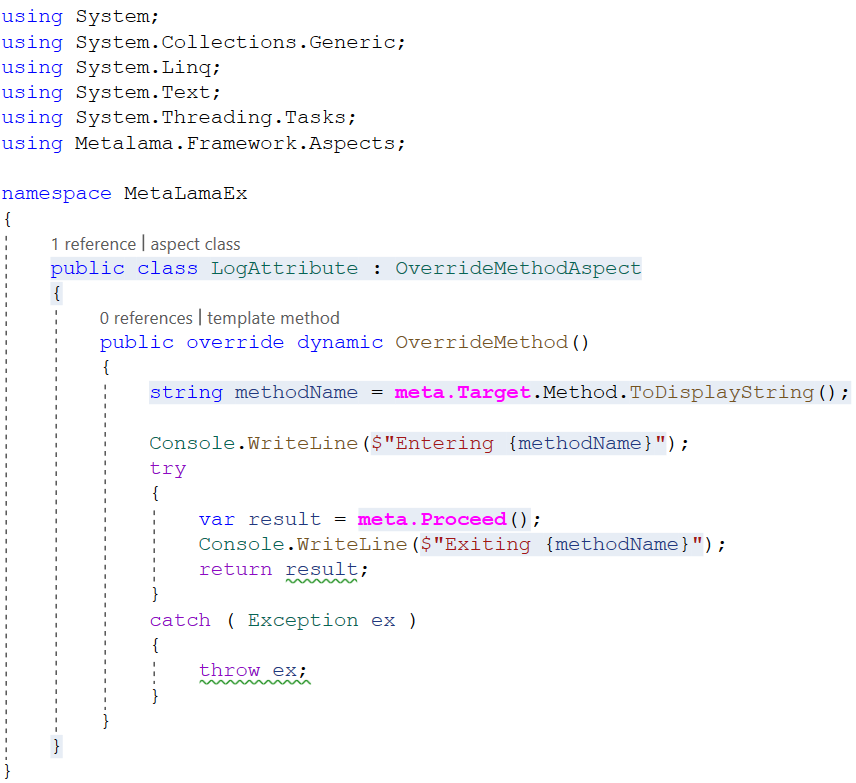 using System;
using System.Collections.Generic;
using System.Linq;
using System.Text;
using System.Threading.Tasks;
using Metalama.Framework.Aspects;

namespace MetaLamaEx
{
    1 reference | aspect class
    public class LogAttribute : OverrideMethodAspect
    {
        0 references | template method
        public override dynamic OverrideMethod()
        {
            string methodName = meta.Target.Method.ToDisplayString();

            Console.WriteLine($"Entering {methodName}");
            try
            {
                var result = meta.Proceed();
                Console.WriteLine($"Exiting {methodName}");
                return result;
            }
            catch ( Exception ex )
            {
                throw ex;
            }
        }
    }
}